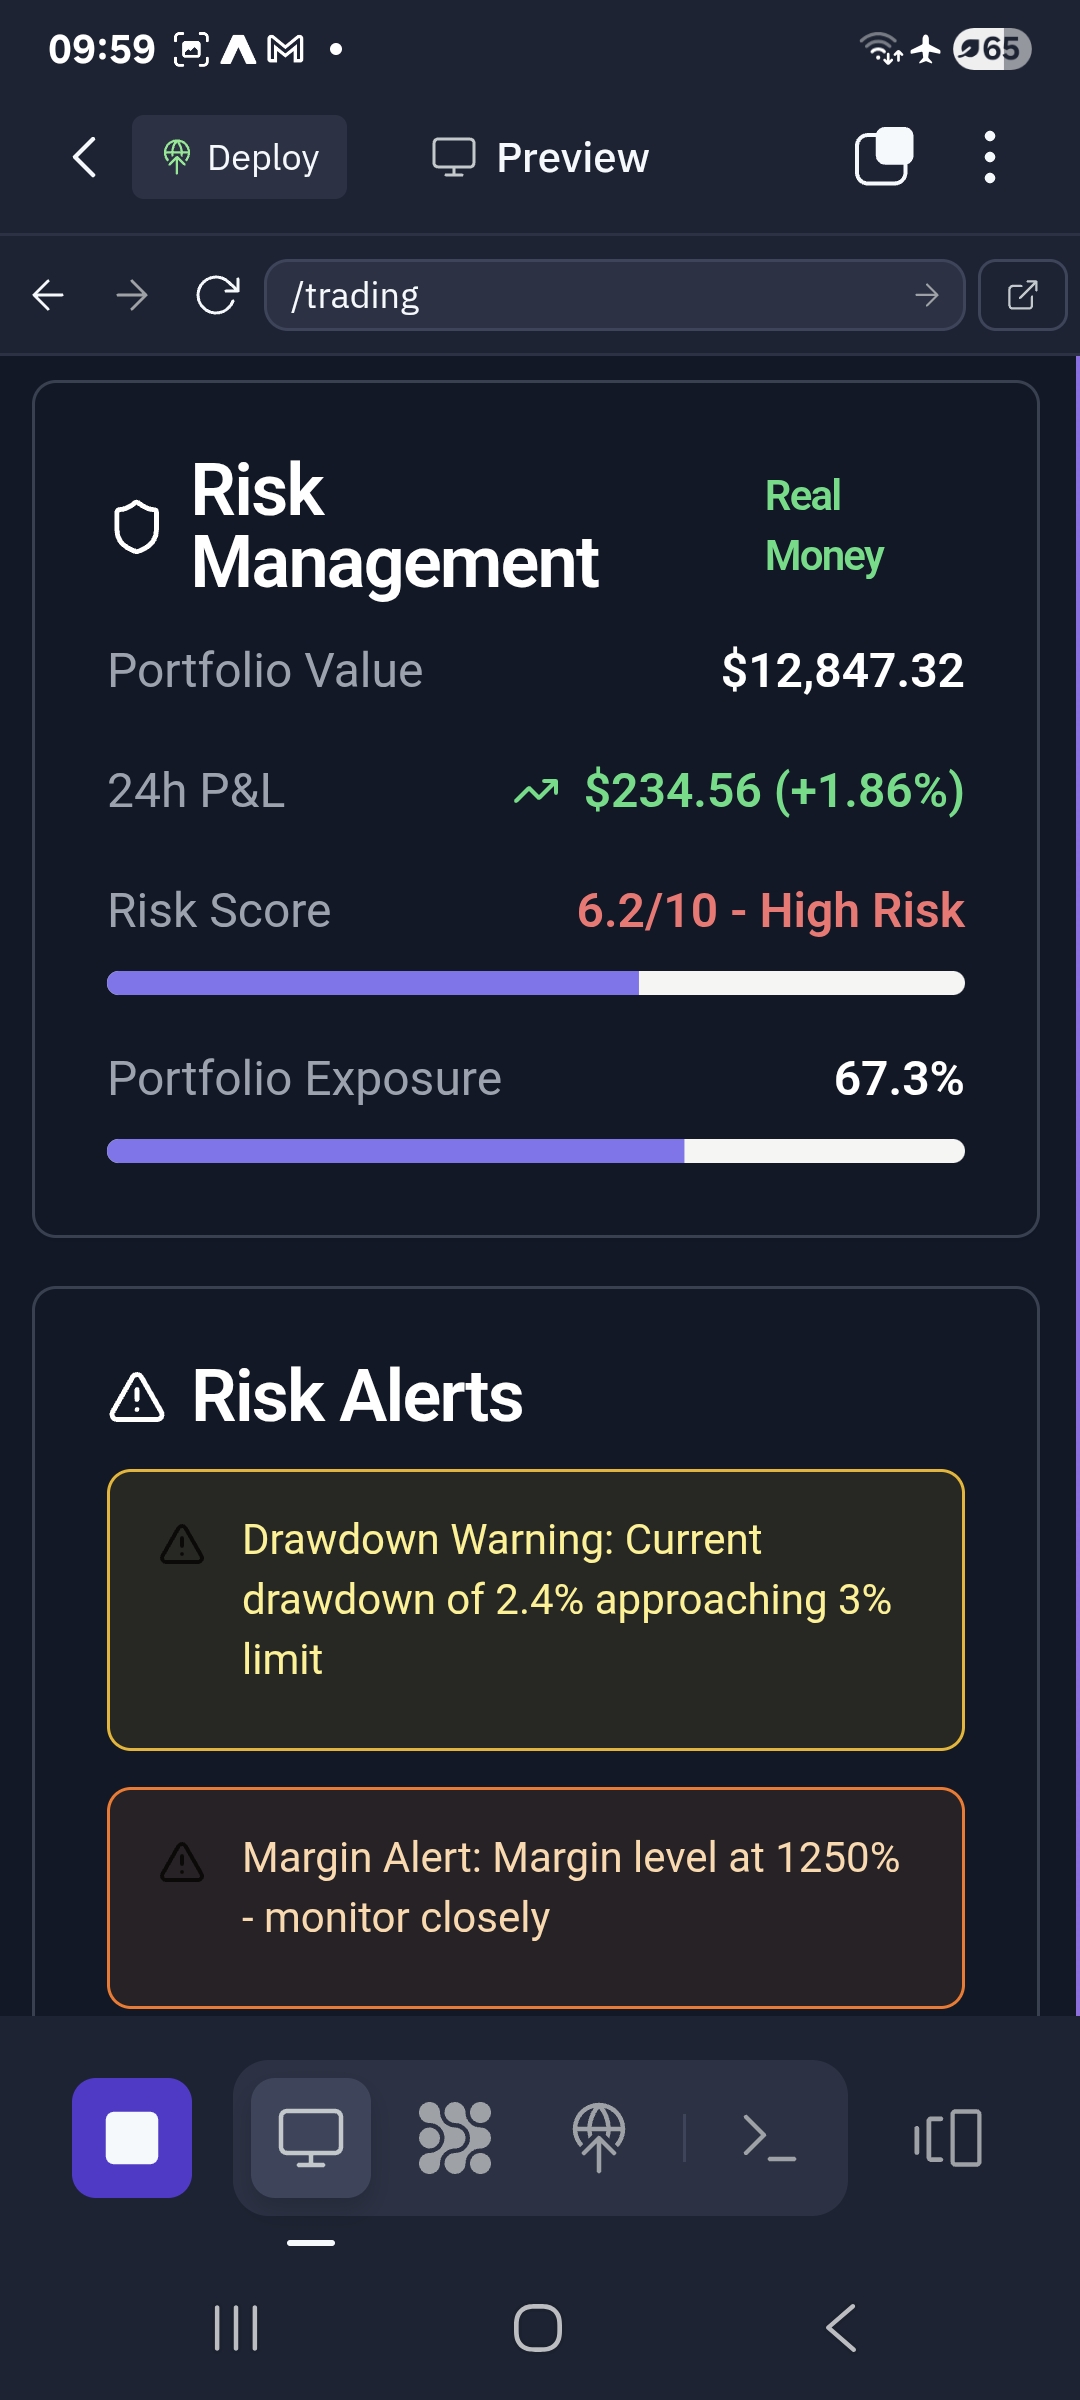 09:59
65
Deploy
Preview
/trading
Risk
Management
Real
Money
Portfolio Value
$12,847.32
24h P&L
$234.56 (+1.86%)
Risk Score
6.2/10 - High Risk
Portfolio Exposure
67.3%
Risk Alerts
Drawdown Warning: Current
drawdown of 2.4% approaching 3%
limit
Margin Alert: Margin level at 1250%
- monitor closely